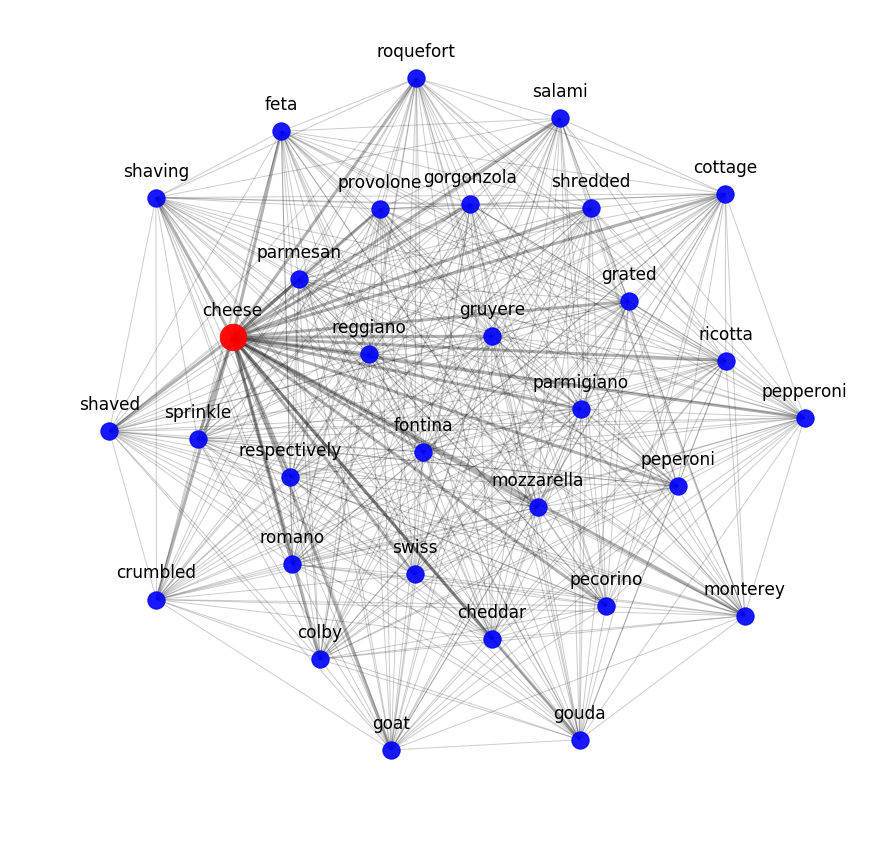 roquefort
salami
feta
cottage
shaving
gorgonzola
provolone
shredded
parmesan
grated
cheese
gruyere
reggiano
ricotta
parmigiano
pepperoni
shaved
sprinkle
fontina
respectively
peperoni
mozzarella
romano
swiss
crumbled
pecorino
monterey
cheddar
colby
goat
gouda